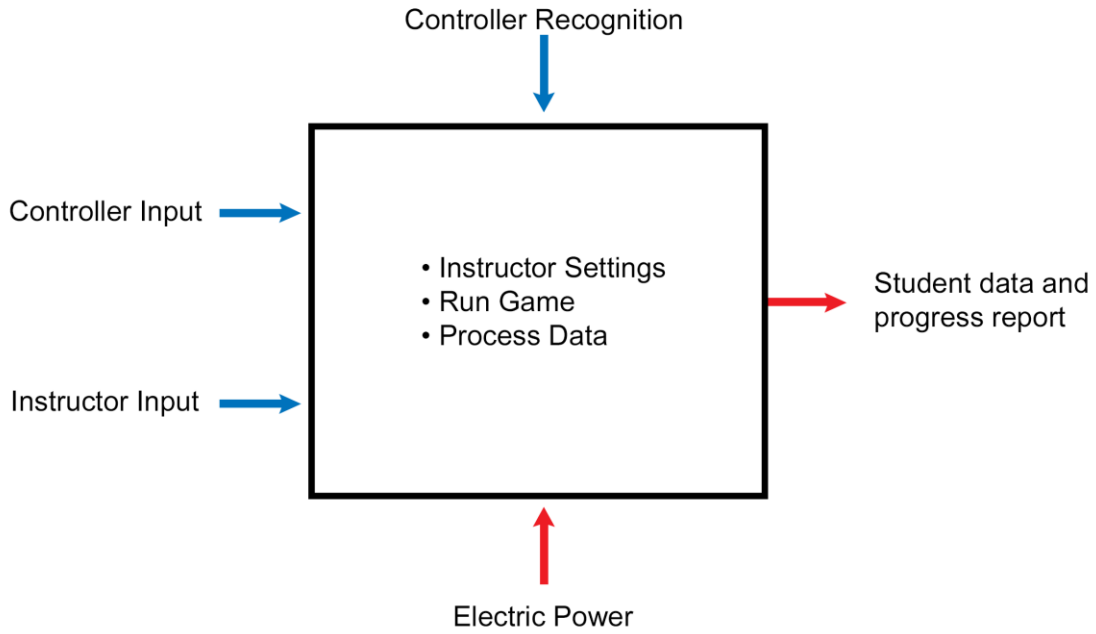 Controller Recognition
Controller Input
• Instructor Settings
• Run Game
• Process Data
Student data and
progress report
Instructor Input
Electric Power